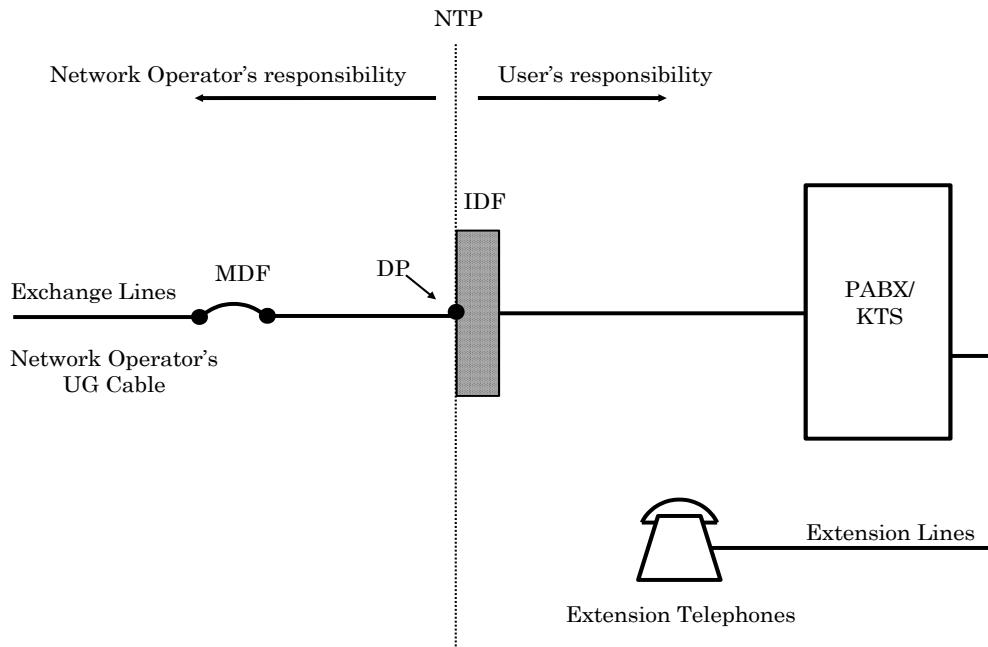 NTP
Network Operator's responsibility
User's responsibility
IDF
DP
MDF
Exchange Lines
Network Operator's
UG Cable
PABX/
KTS
Extension Lines
Extension Telephones